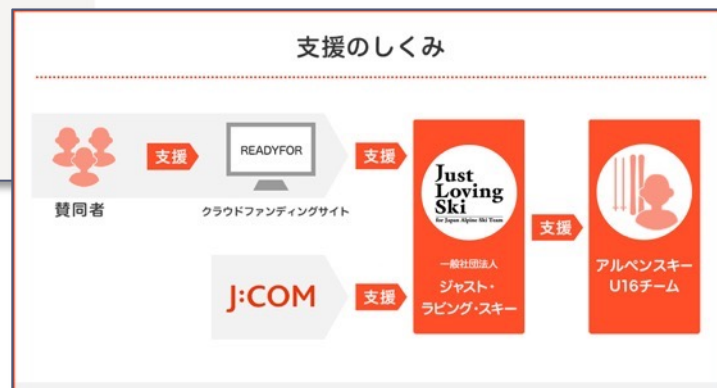 支援のしくみ
支援
READYFOR
支援
賛同者
クラウドファンディングサイト
J:COM
支援
Just
Loving
Ski
for Japan Alpine Ski Team
一般社団法人
ジャスト・
ラビング・スキー
支援
アルペンスキー
U16チーム